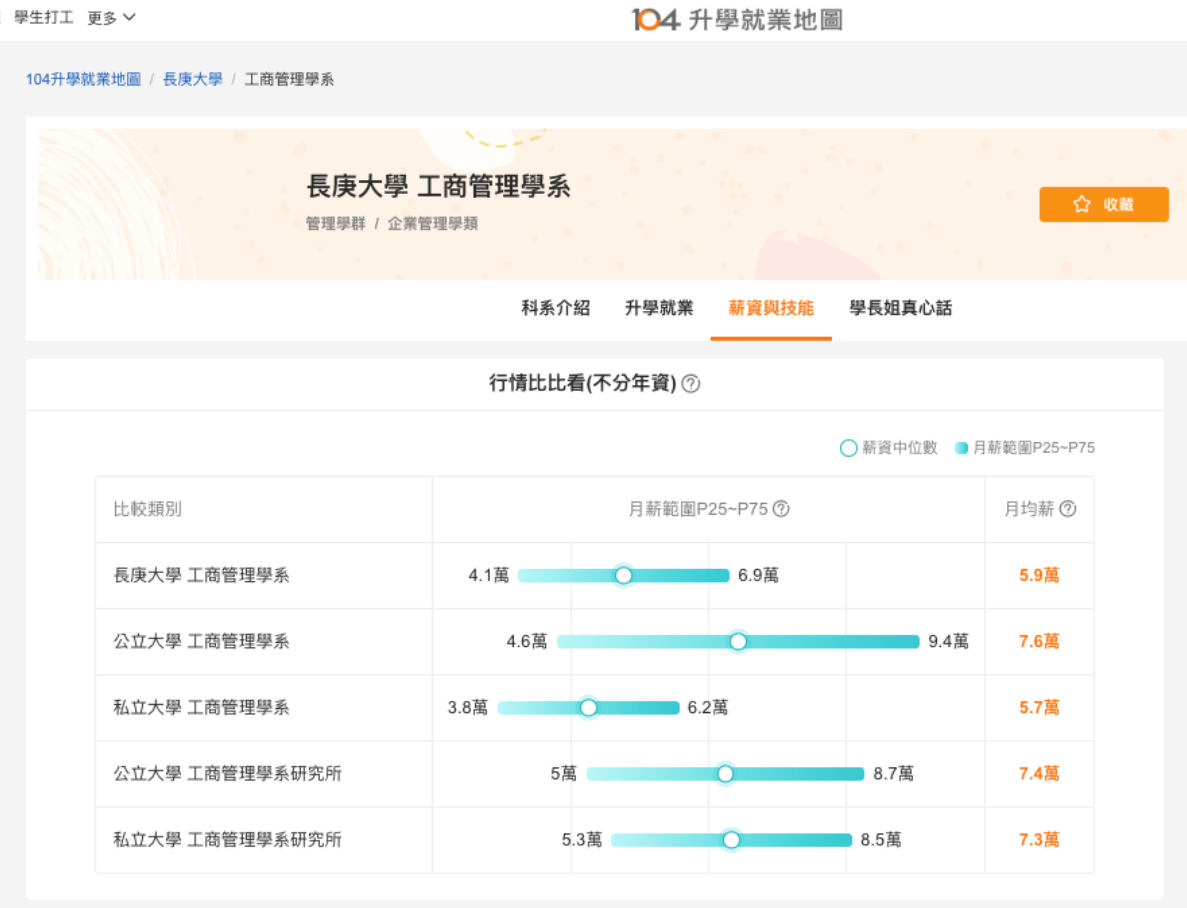 學生打工 更多
104 升學就業地圖
104升學就業地圖 / 長庚大學 / 工商管理學系
長庚大學 工商管理學系
管理學群 / 企業管理學類
收藏
科系介紹 升學就業 薪資與技能 學長姐真心話
行情比比看(不分年資)?
薪資中位數 月薪範圍P25~P75
比較類別 月薪範圍P25~P75? 月均薪?
長庚大學 工商管理學系 4.1萬 6.9萬 5.9萬
公立大學 工商管理學系 4.6萬 9.4萬 7.6萬
私立大學 工商管理學系 3.8萬 6.2萬 5.7萬
公立大學 工商管理學系研究所 5萬 8.7萬 7.4萬
私立大學 工商管理學系研究所 5.3萬 8.5萬 7.3萬